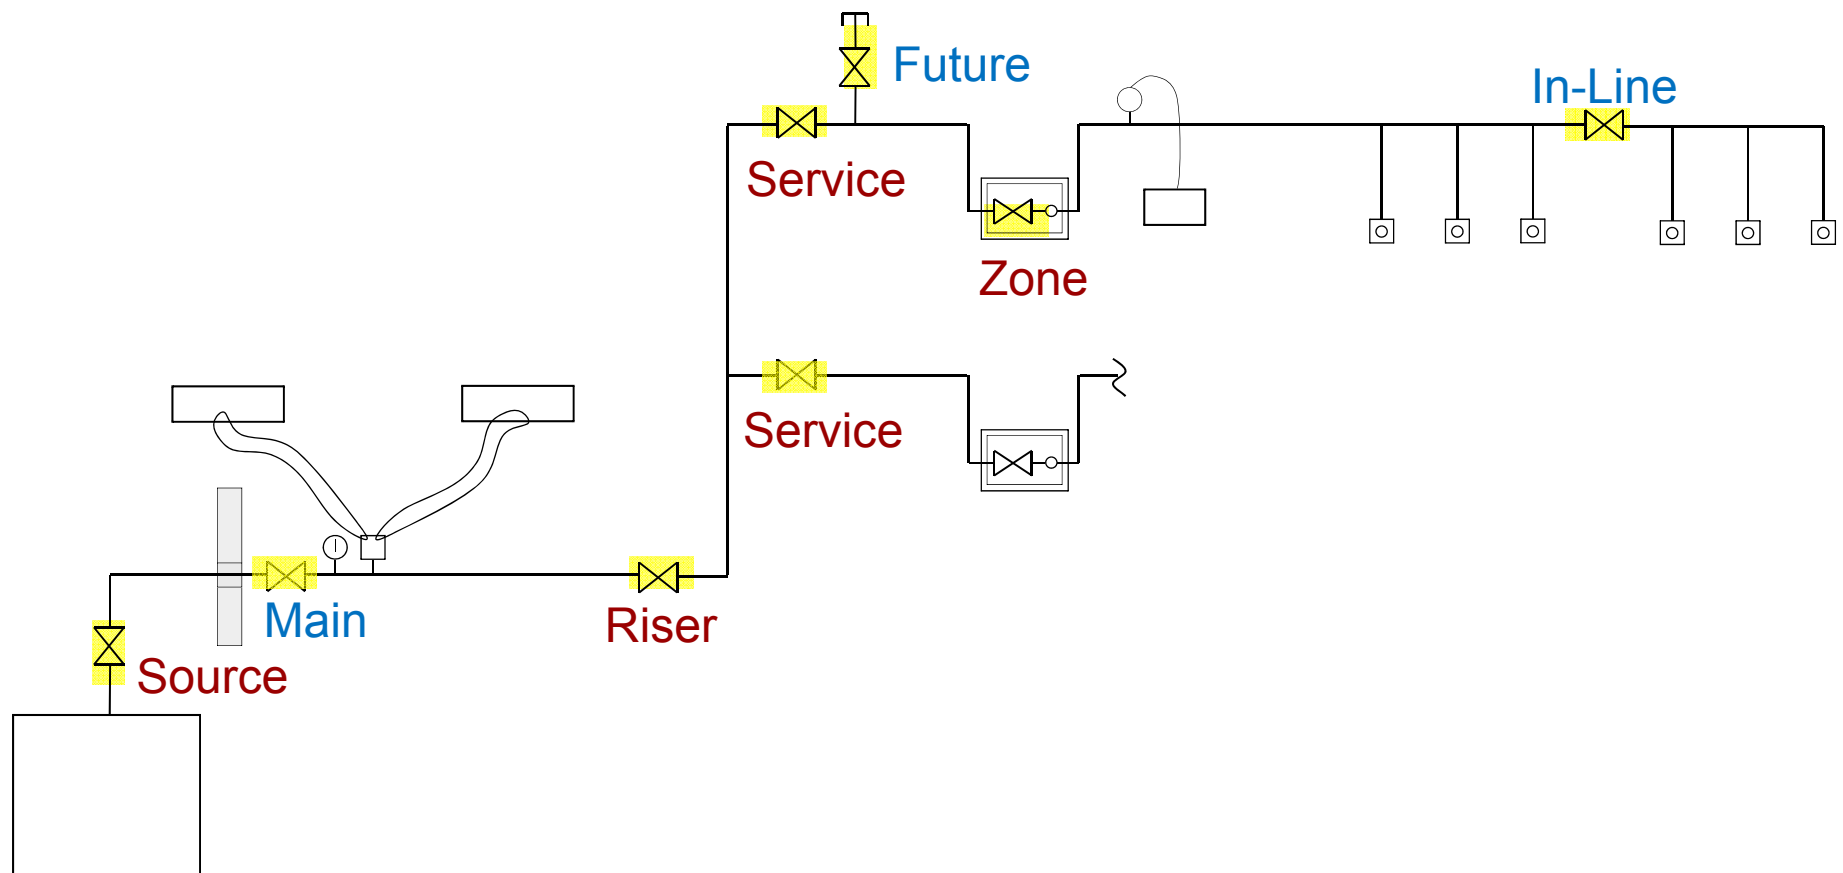 Future
In-Line
Service
Zone
Service
Main
Riser
Source